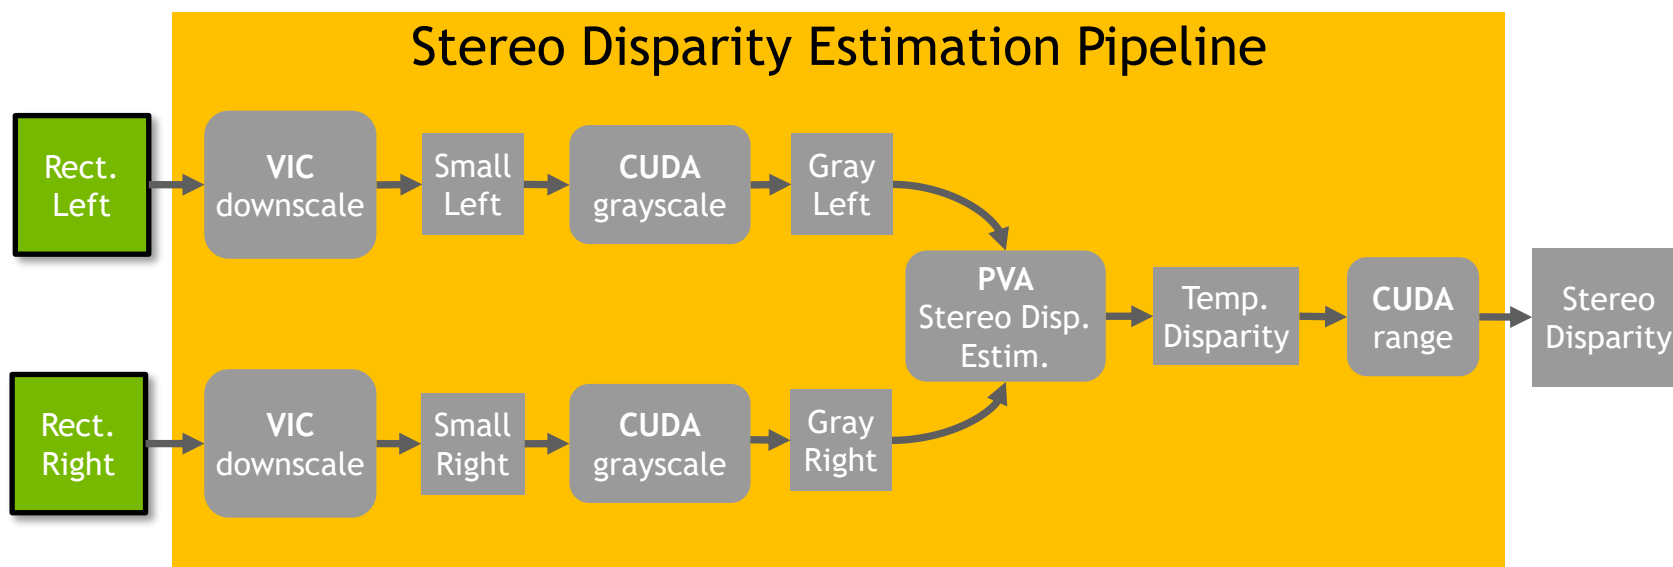 Stereo Disparity Estimation Pipeline
Rect.
Left
VIC
downscale
Small
Left
CUDA
grayscale
Gray
Left
PVA
Stereo Disp.
Estim.
Temp.
Disparity
CUDA
range
Stereo
Disparity
Rect.
Right
VIC
downscale
Small
Right
CUDA
grayscale
Gray
Right